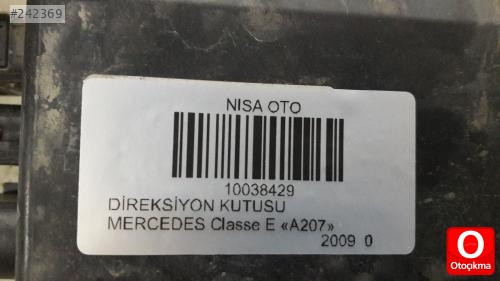 #242369
NISA OTO
10038429
DİREKSİYON KUTUSU
MERCEDES Classe E «A207»
2009 0
O
Otoçıkma